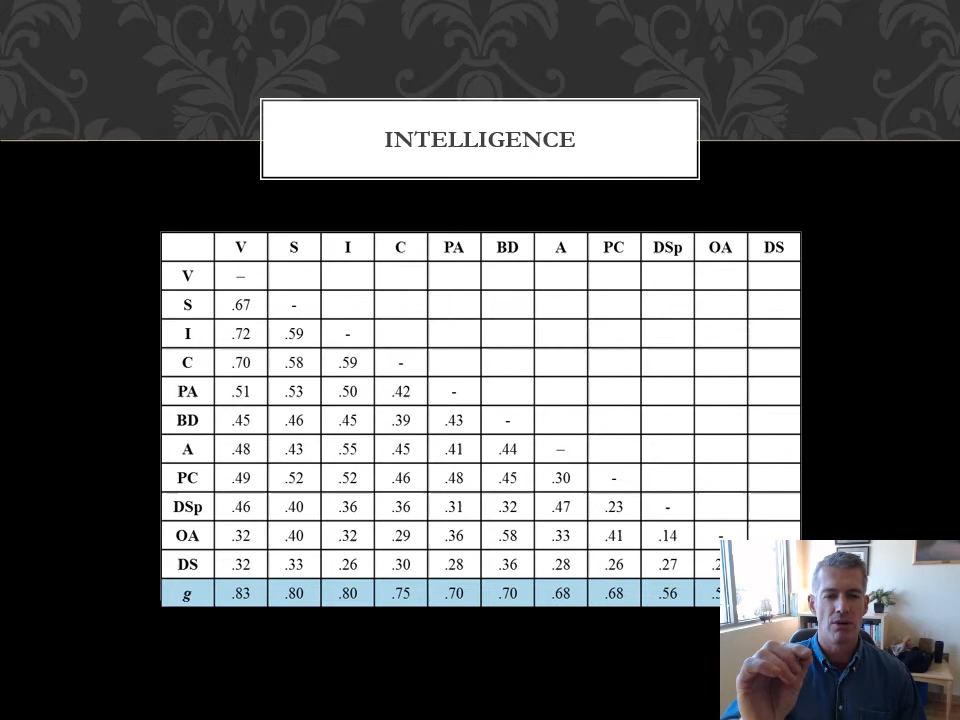 INTELLIGENCE
V S I C PA BD A PC DSp OA DS
V –
S .67 -
I .72 .59 -
C .70 .58 .59 -
PA .51 .53 .50 .42 -
BD .45 .46 .45 .39 .43 -
A .48 .43 .55 .45 .41 .44 –
PC .49 .52 .52 .46 .48 .45 .30 -
DSp .46 .40 .36 .36 .31 .32 .47 .23 -
OA .32 .40 .32 .29 .36 .58 .33 .41 .14 -
DS .32 .33 .26 .30 .28 .36 .28 .26 .27
g .83 .80 .80 .75 .70 .70 .68 .68 .56